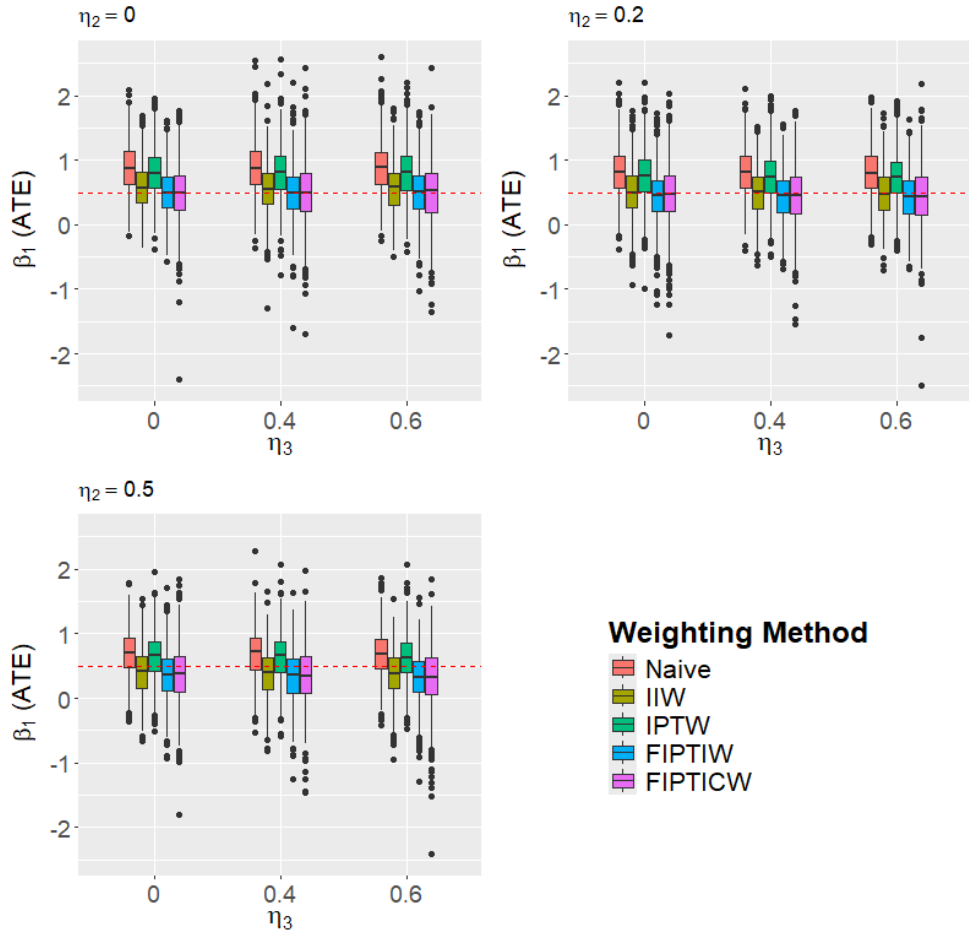 η₂ = 0
β₁ (ATE)
2
1
0
-1
-2
0
0.4
0.6
η₃
η₂ = 0.2
β₁ (ATE)
2
1
0
-1
-2
0
0.4
0.6
η₃
η₂ = 0.5
β₁ (ATE)
2
1
0
-1
-2
0
0.4
0.6
η₃
Weighting Method
Naive
IIW
IPTW
FIPTIW
FIPTICW